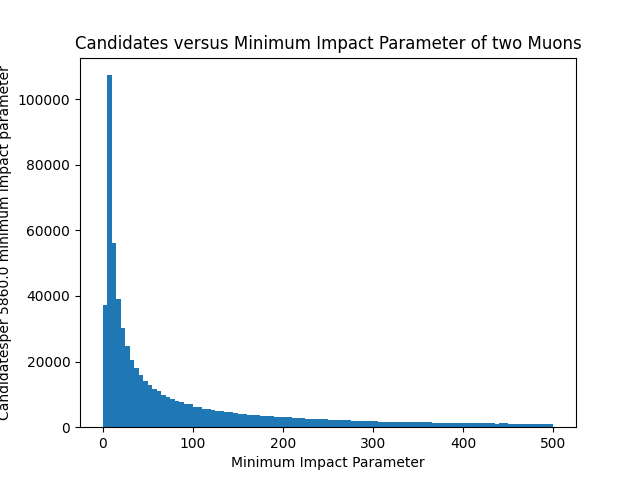 Candidates versus Minimum Impact Parameter of two Muons
Candidatesper 5860.0 minimum impact parameter
100000
80000
60000
40000
20000
0
0 100 200 300 400 500
Minimum Impact Parameter